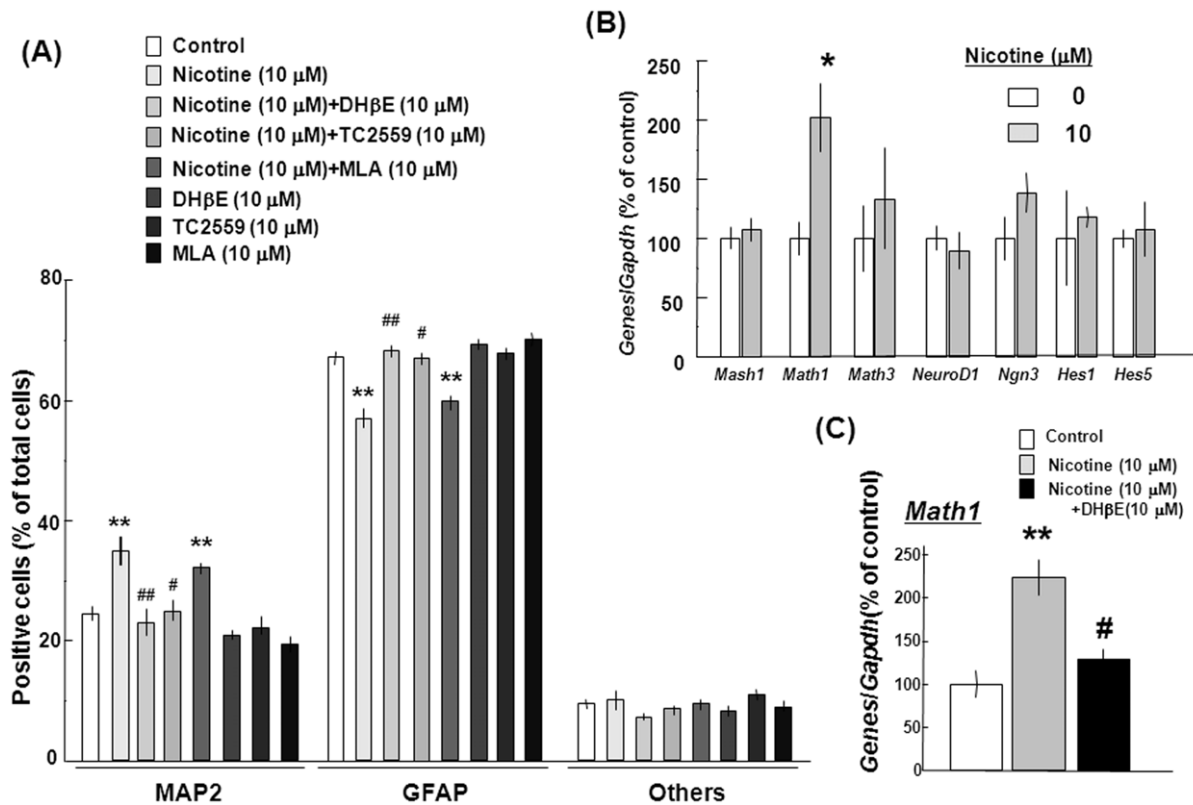 (A)
Control
Nicotine (10 μM)
Nicotine (10 μM)+DHβE (10 μM)
Nicotine (10 μM)+TC2559 (10 μM)
Nicotine (10 μM)+MLA (10 μM)
DHβE (10 μM)
TC2559 (10 μM)
MLA (10 μM)
Positive cells (% of total cells)
80
60
40
20
0
** ## # **
** ## # **
MAP2 GFAP Others
(B)
Genes/Gapdh (% of control)
250
200
150
100
50
0
*
Nicotine (μM)
0
10
Mash1 Math1 Math3 NeuroD1 Ngn3 Hes1 Hes5
(C)
Control
Nicotine (10 μM)
Nicotine (10 μM)
+DHβE(10 μM)
Math1
Genes/Gapdh(% of control)
250
200
150
100
50
0
**
#